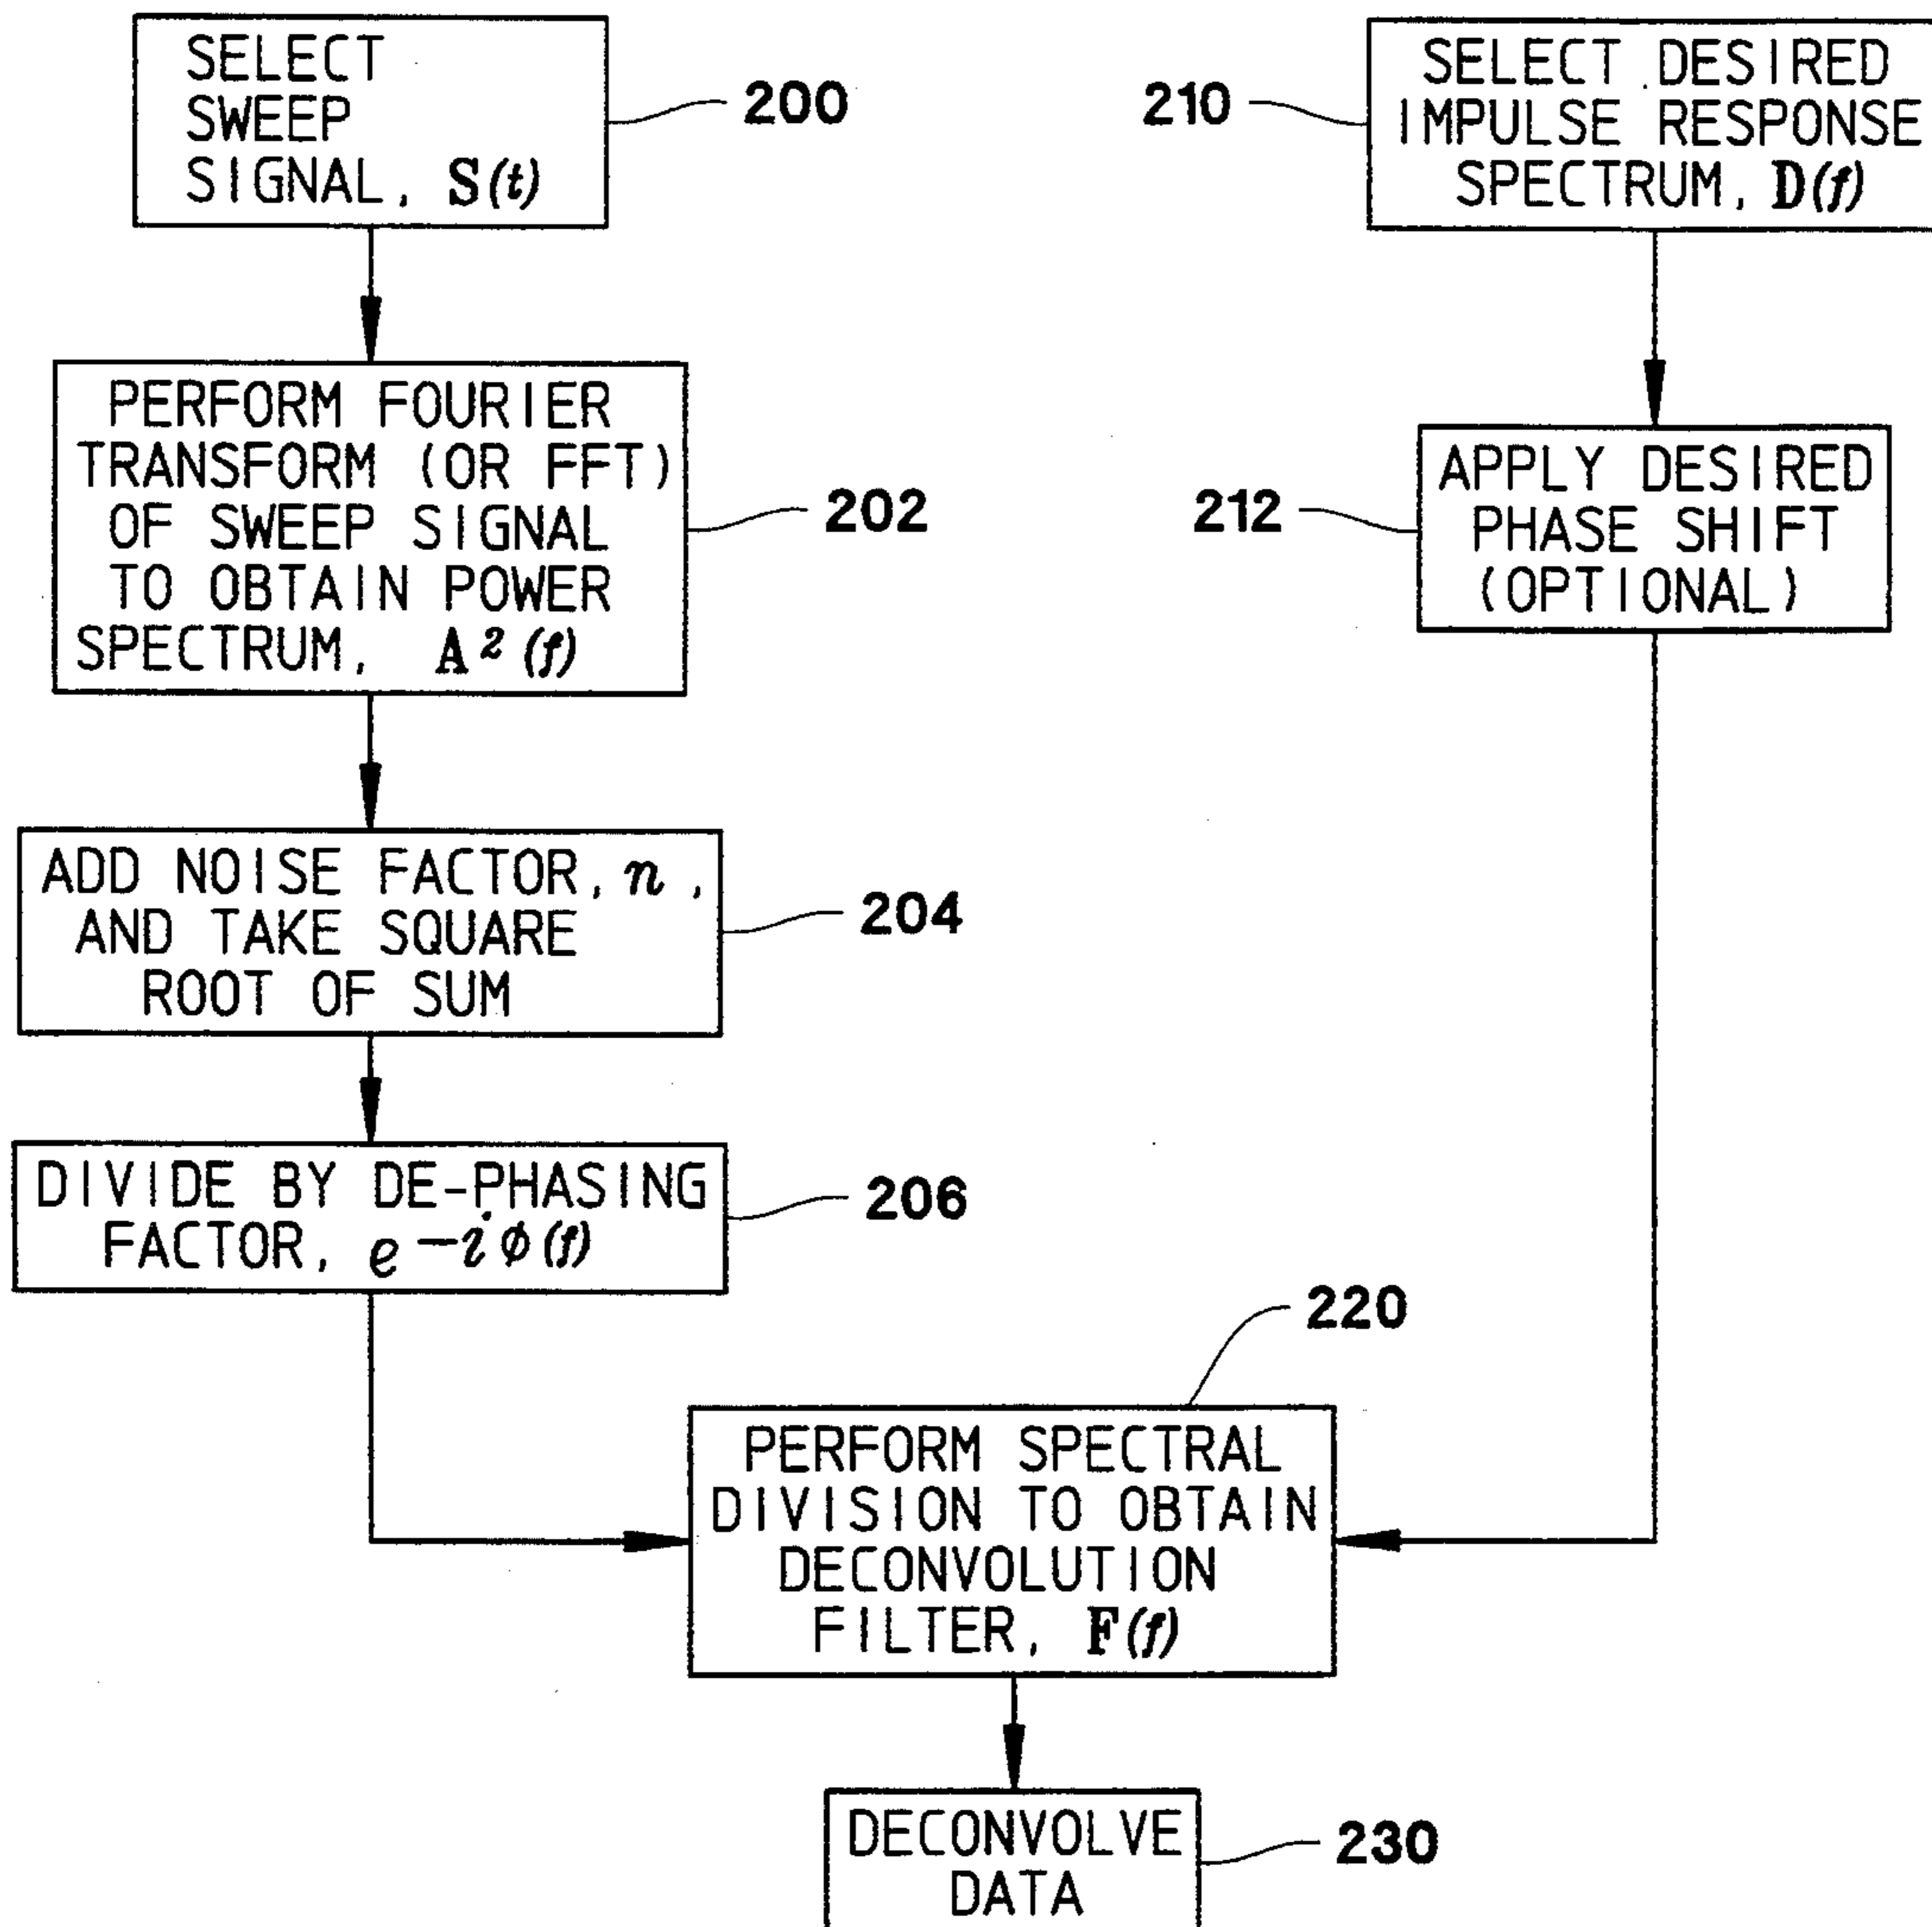 SELECT
SWEEP
SIGNAL, S(t)
200
PERFORM FOURIER
TRANSFORM (OR FFT)
OF SWEEP SIGNAL
TO OBTAIN POWER
SPECTRUM, A²(f)
202
ADD NOISE FACTOR, n,
AND TAKE SQUARE
ROOT OF SUM
204
DIVIDE BY DE-PHASING
FACTOR, e^{-iφ(f)}
206
210
SELECT DESIRED
IMPULSE RESPONSE
SPECTRUM, D(f)
212
APPLY DESIRED
PHASE SHIFT
(OPTIONAL)
220
PERFORM SPECTRAL
DIVISION TO OBTAIN
DECONVOLUTION
FILTER, F(f)
DECONVOLVE
DATA
230